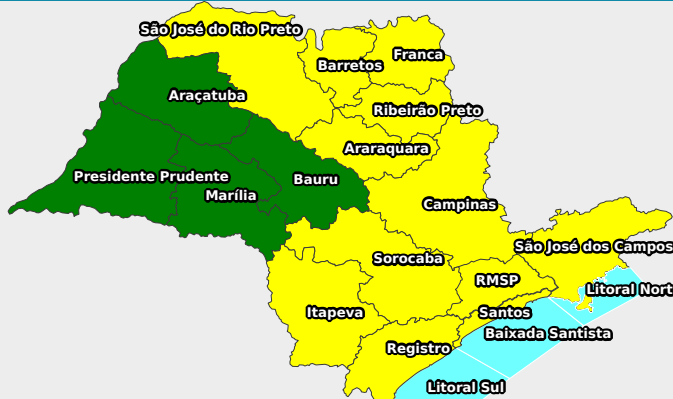 São José do Rio Preto
Franca
Barretos
Araçatuba
Ribeirão Preto
Araraquara
Presidente Prudente
Bauru
Marília
Campinas
São José dos Campos
Sorocaba
RMSP
Litoral Nort
Itapeva
Santos
Baixada Santista
Registro
Litoral Sul